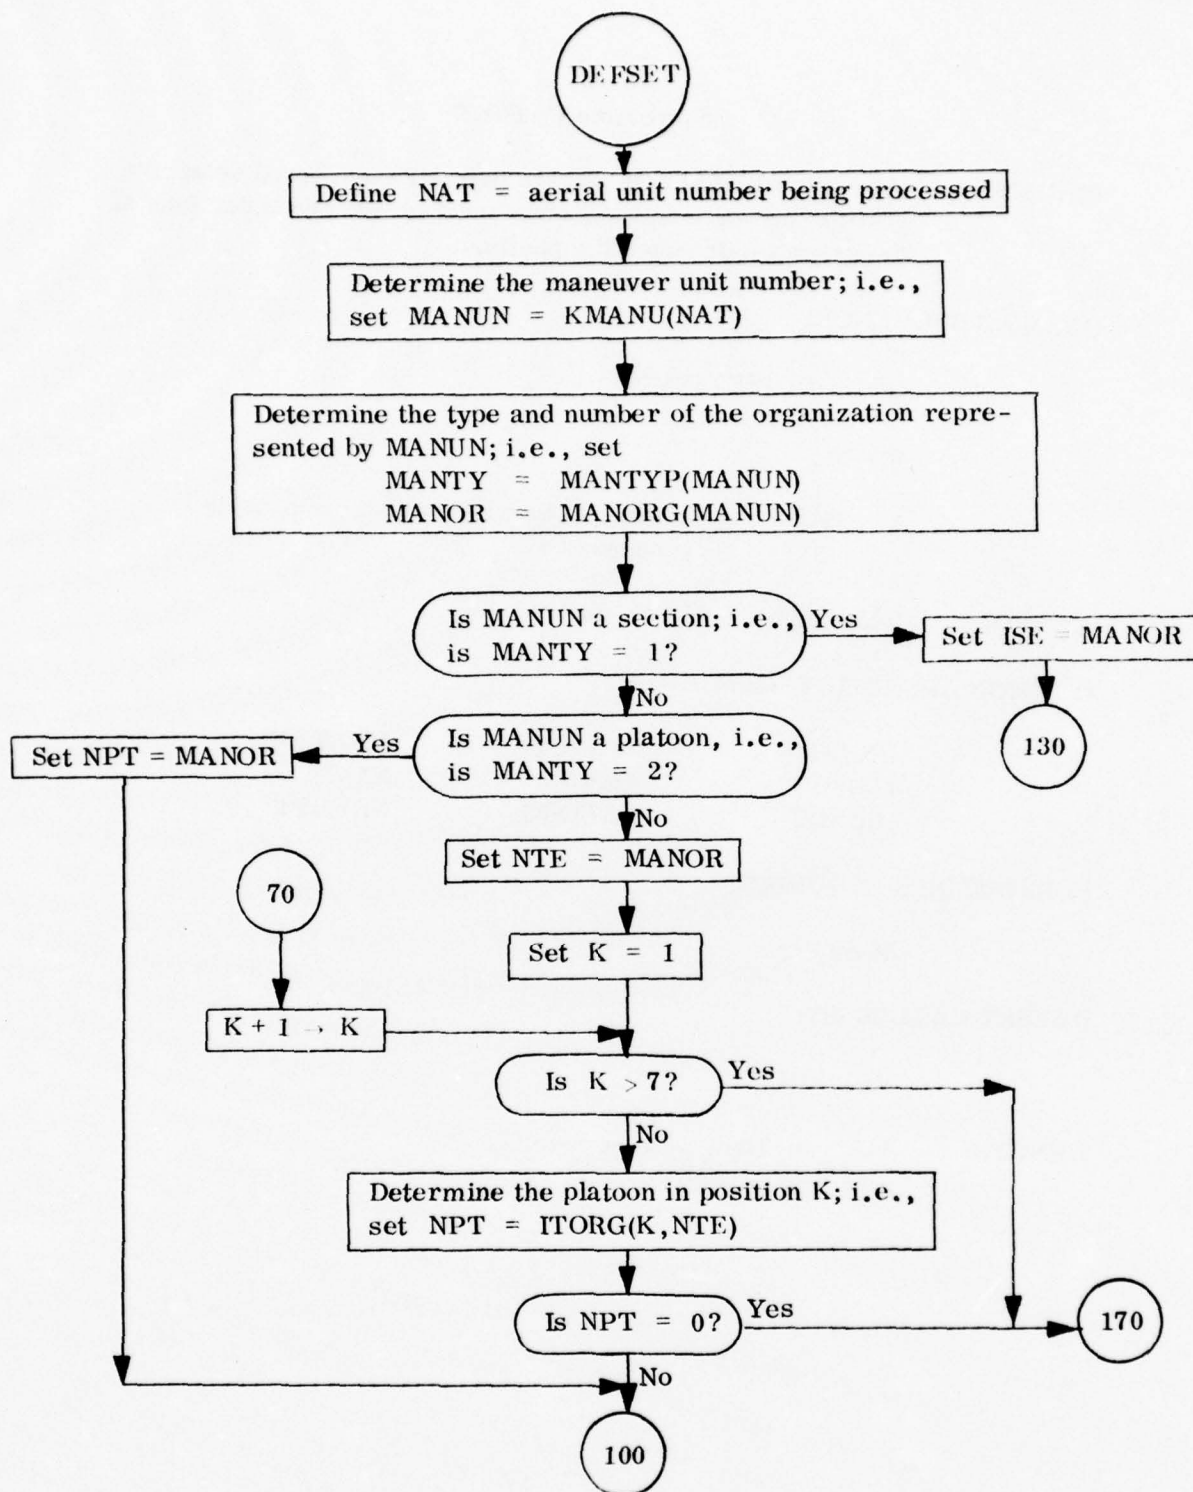 DEFSET
Define NAT = aerial unit number being processed
Determine the maneuver unit number; i.e.,
set MANUN = KMANU(NAT)
Determine the type and number of the organization repre-
sented by MANUN; i.e., set
MANTY = MANTYP(MANUN)
MANOR = MANORG(MANUN)
Is MANUN a section; i.e.,
is MANTY = 1?
Yes
Set ISE = MANOR
130
No
Is MANUN a platoon, i.e.,
is MANTY = 2?
Yes
Set NPT = MANOR
No
Set NTE = MANOR
70
Set K = 1
K + 1 → K
Is K > 7?
Yes
No
Determine the platoon in position K; i.e.,
set NPT = ITORG(K,NTE)
Is NPT = 0?
Yes
170
No
100